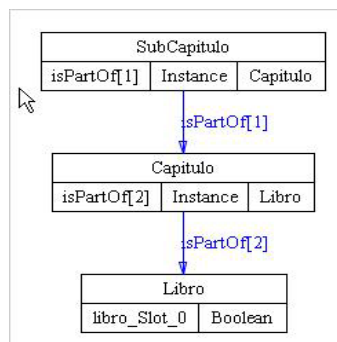 SubCapitulo
isPartOf[1] Instance Capitulo
isPartOf[1]
Capitulo
isPartOf[2] Instance Libro
isPartOf[2]
Libro
libro_Slot_0 Boolean